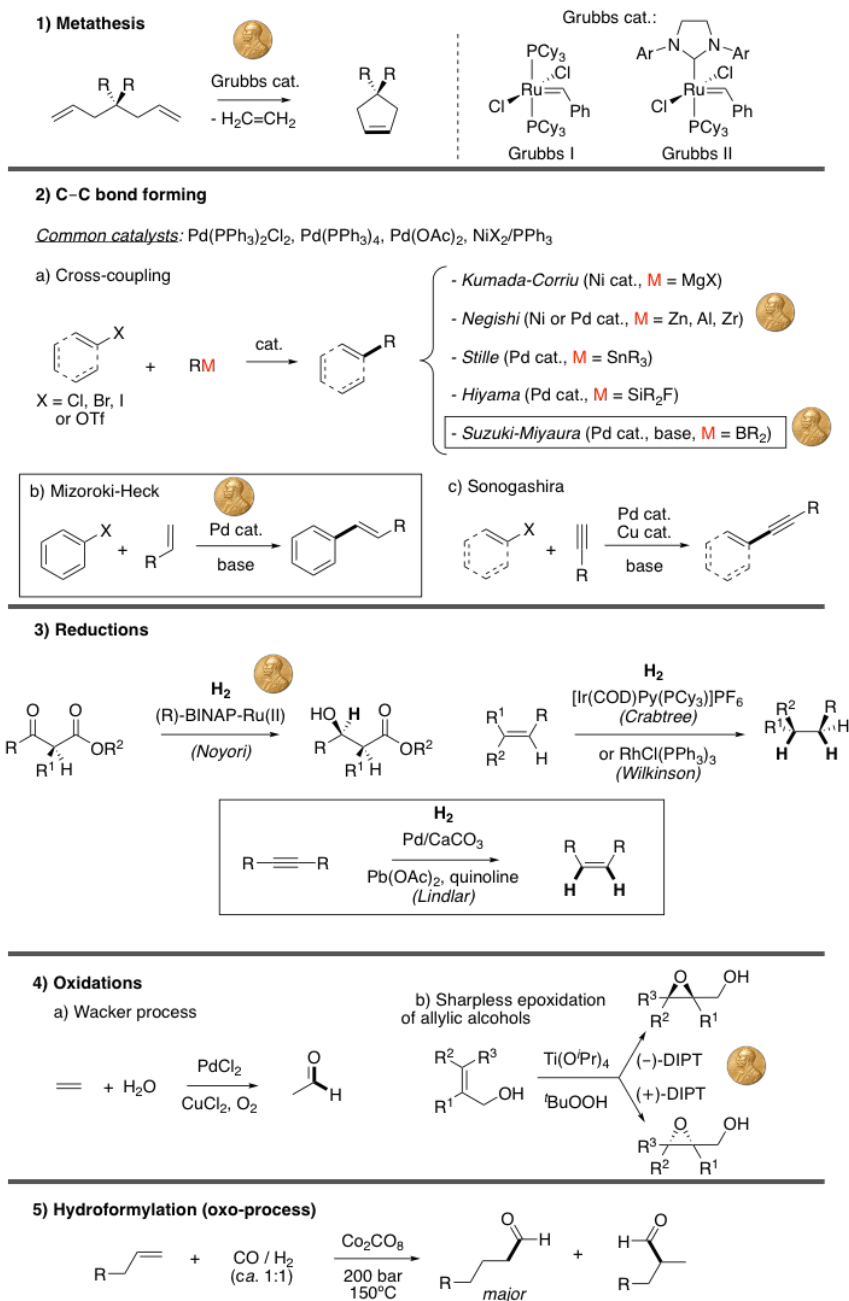 1) Metathesis
Grubbs cat.:
R R
Grubbs cat.
- H2C=CH2
R R
PCy3
Cl
Ru
Cl
Ph
PCy3
Grubbs I
Ar N N Ar
Cl
Ru
Cl
Ph
PCy3
Grubbs II
2) C–C bond forming
Common catalysts: Pd(PPh3)2Cl2, Pd(PPh3)4, Pd(OAc)2, NiX2/PPh3
a) Cross-coupling
X
+ RM
cat.
R
X = Cl, Br, I
or OTf
- Kumada-Corriu (Ni cat., M = MgX)
- Negishi (Ni or Pd cat., M = Zn, Al, Zr)
- Stille (Pd cat., M = SnR3)
- Hiyama (Pd cat., M = SiR2F)
- Suzuki-Miyaura (Pd cat., base, M = BR2)
b) Mizoroki-Heck
X
+
R
Pd cat.
base
R
c) Sonogashira
X
+
R
Pd cat.
Cu cat.
base
R
3) Reductions
O O
R OR2
R1 H
H2
(R)-BINAP-Ru(II)
(Noyori)
HO H O
R OR2
R1 H
R1 R
R2 H
H2
[Ir(COD)Py(PCy3)]PF6
(Crabtree)
or RhCl(PPh3)3
(Wilkinson)
R2 R
R1 H
H H
R R
H2
Pd/CaCO3
Pb(OAc)2, quinoline
(Lindlar)
R R
H H
4) Oxidations
a) Wacker process
+ H2O
PdCl2
CuCl2, O2
O
H
b) Sharpless epoxidation
of allylic alcohols
R2 R3
R1 OH
Ti(OiPr)4
tBuOOH
(−)-DIPT
(+)-DIPT
O OH
R3
R2 R1
O OH
R3
R2 R1
5) Hydroformylation (oxo-process)
R
+
CO / H2
(ca. 1:1)
Co2CO8
200 bar
150ºC
O
H
R
major
+
O
H
R